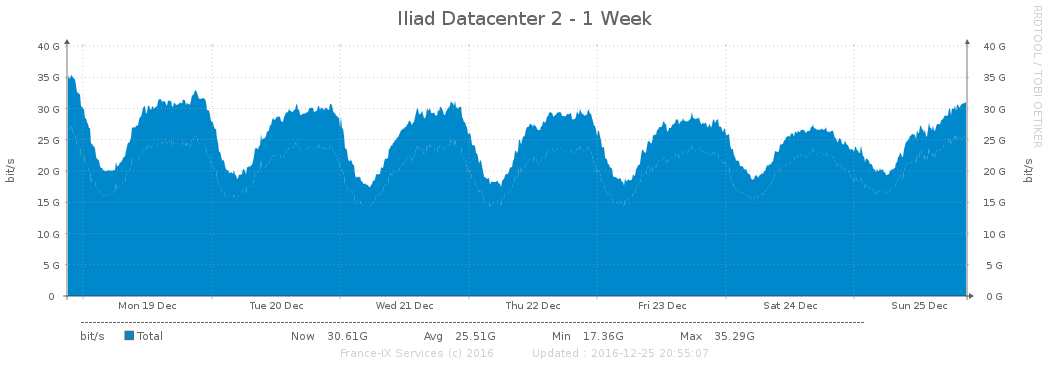 Iliad Datacenter 2 - 1 Week
RRDTOOL / TOBI OETIKER
40 G 40 G
35 G 35 G
30 G 30 G
25 G 25 G
20 G 20 G
15 G 15 G
10 G 10 G
5 G 5 G
0 0 G
bit/s bit/s
Mon 19 Dec Tue 20 Dec Wed 21 Dec Thu 22 Dec Fri 23 Dec Sat 24 Dec Sun 25 Dec
bit/s Total Now 30.61G Avg 25.51G Min 17.36G Max 35.29G
France-IX Services (c) 2016 Updated : 2016-12-25 20:55:07